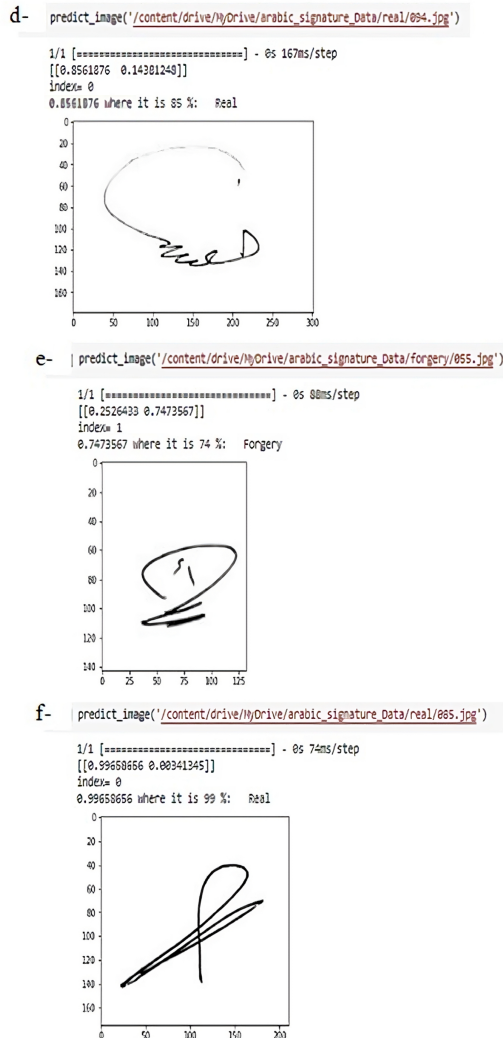 d- predict_image('/content/drive/MyDrive/arabic_signature_Data/real/094.jpg')
1/1 [==============================] - 0s 167ms/step
[[0.8561876 0.14381248]]
index= 0
0.8561876 where it is 85 %: Real
0
20
40
60
80
100
120
140
160
0 50 100 150 200 250 300
e- predict_image('/content/drive/MyDrive/arabic_signature_Data/forgery/055.jpg')
1/1 [==============================] - 0s 88ms/step
[[0.2526433 0.7473567]]
index= 1
0.7473567 where it is 74 %: Forgery
0
20
40
60
80
100
120
140
0 25 50 75 100 125
f- predict_image('/content/drive/MyDrive/arabic_signature_Data/real/065.jpg')
1/1 [==============================] - 0s 74ms/step
[[0.99658656 0.00341345]]
index= 0
0.99658656 where it is 99 %: Real
0
20
40
60
80
100
120
140
160
0 50 100 150 200